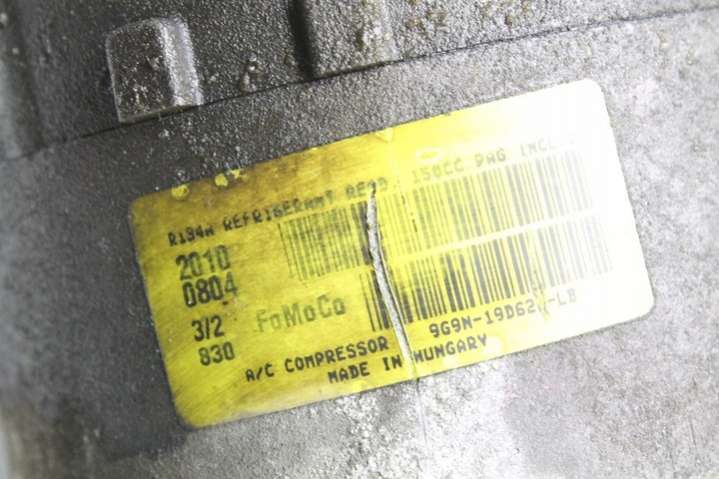 R134A REFRIGERANT REQD. 150CC PAG INCL
2010
0804
3/2
830
FoMoCo
A/C COMPRESSOR
MADE IN HUNGARY